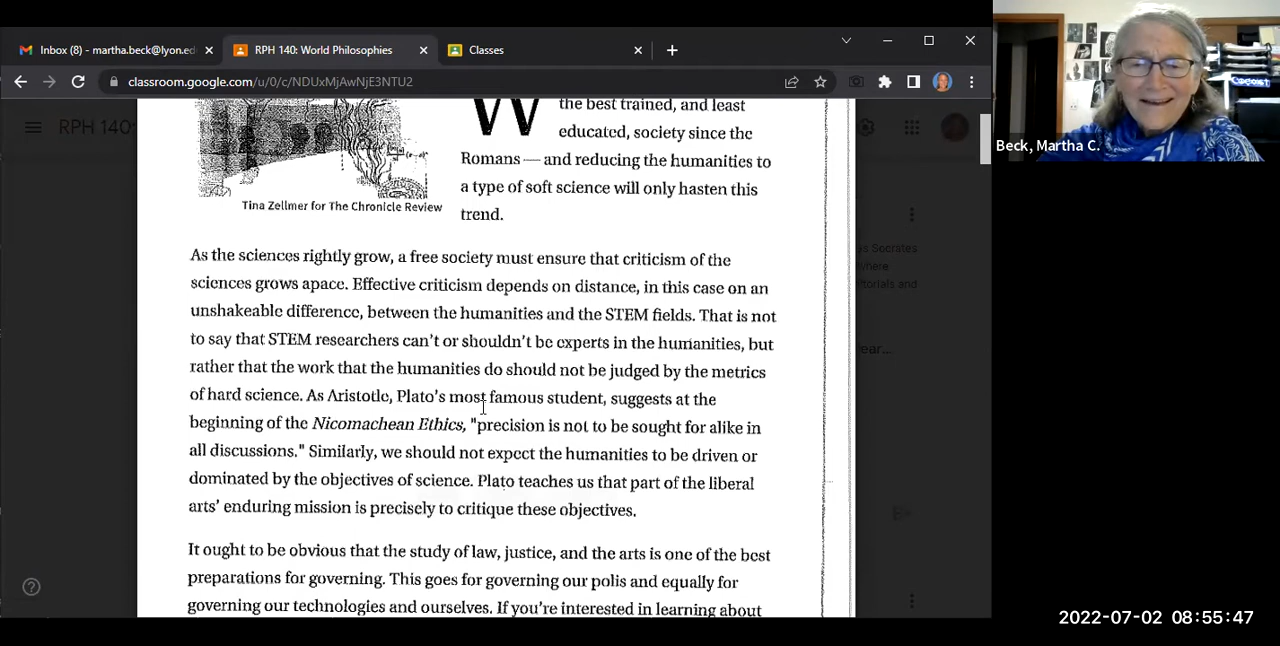 Inbox (8) - martha.beck@lyon.ed
RPH 140: World Philosophies
Classes
classroom.google.com/u/0/c/NDUxMjAwNjE3NTU2
RPH 140:
Beck, Martha C.
W
the best trained, and least
educated, society since the
Romans — and reducing the humanities to
a type of soft science will only hasten this
trend.
Tina Zellmer for The Chronicle Review
As the sciences rightly grow, a free society must ensure that criticism of the
sciences grows apace. Effective criticism depends on distance, in this case on an
unshakeable difference, between the humanities and the STEM fields. That is not
to say that STEM researchers can't or shouldn't be experts in the humanities, but
rather that the work that the humanities do should not be judged by the metrics
of hard science. As Aristotle, Plato's most famous student, suggests at the
beginning of the Nicomachean Ethics, "precision is not to be sought for alike in
all discussions." Similarly, we should not expect the humanities to be driven or
dominated by the objectives of science. Plato teaches us that part of the liberal
arts' enduring mission is precisely to critique these objectives.
It ought to be obvious that the study of law, justice, and the arts is one of the best
preparations for governing. This goes for governing our polis and equally for
governing our technologies and ourselves. If you're interested in learning about
s Socrates
here
itorials and
ear...
2022-07-02 08:55:47